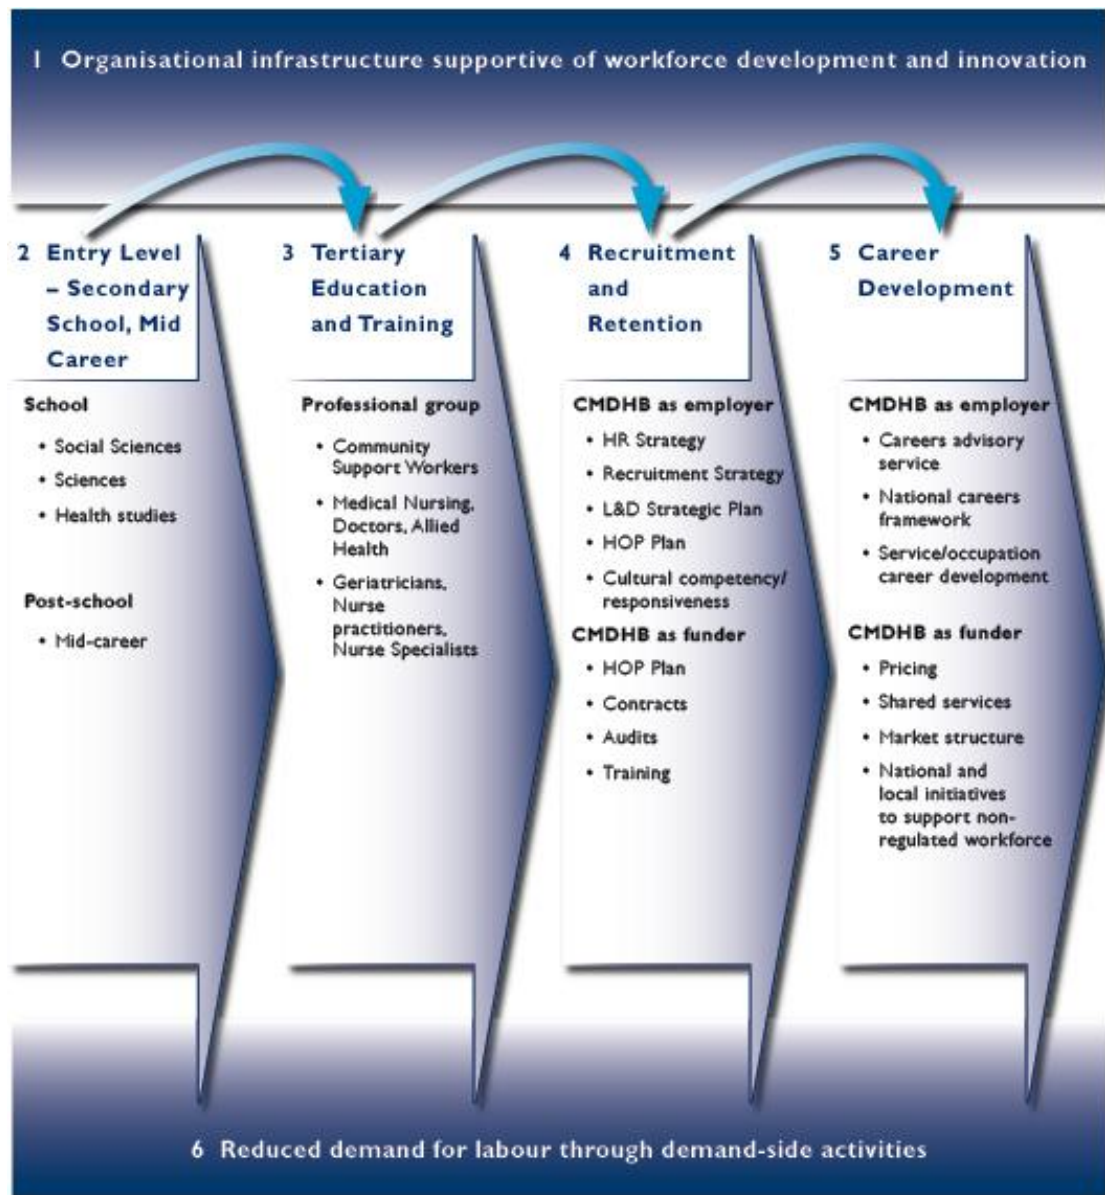 1 Organisational infrastructure supportive of workforce development and innovation
2 Entry Level
– Secondary
School, Mid
Career
School
• Social Sciences
• Sciences
• Health studies
Post-school
• Mid-career
3 Tertiary
Education
and Training
Professional group
• Community
Support Workers
• Medical Nursing,
Doctors, Allied
Health
• Geriatricians,
Nurse
practitioners,
Nurse Specialists
4 Recruitment
and
Retention
CMDHB as employer
• HR Strategy
• Recruitment Strategy
• L&D Strategic Plan
• HOP Plan
• Cultural competency/
responsiveness
CMDHB as funder
• HOP Plan
• Contracts
• Audits
• Training
5 Career
Development
CMDHB as employer
• Careers advisory
service
• National careers
framework
• Service/occupation
career development
CMDHB as funder
• Pricing
• Shared services
• Market structure
• National and
local initiatives
to support non-
regulated workforce
6 Reduced demand for labour through demand-side activities